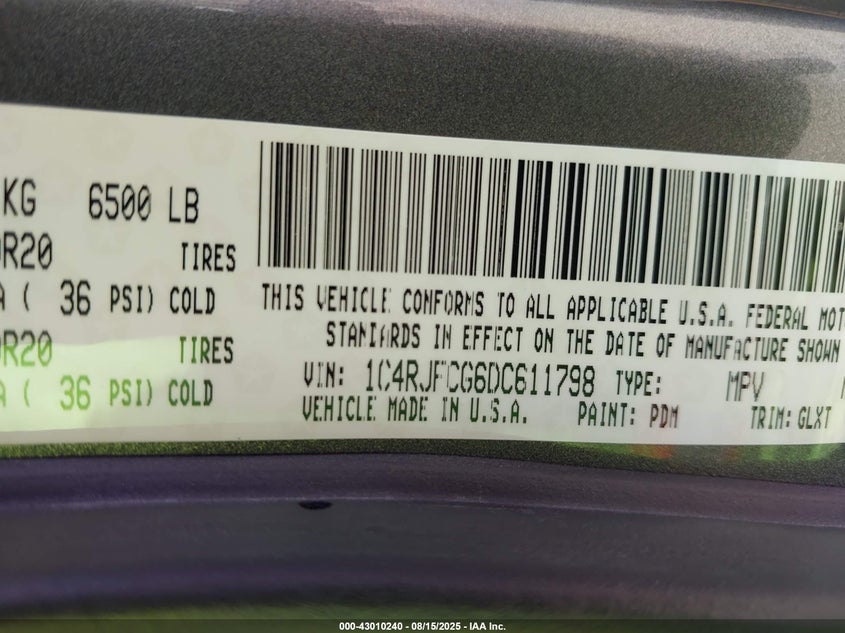 KG 6500 LB
R20 TIRES
( 36 PSI) COLD
R20 TIRES
( 36 PSI) COLD
THIS VEHICLE CONFORMS TO ALL APPLICABLE U.S.A. FEDERAL MOT
STANDARDS IN EFFECT ON THE DATE OF MANUFACTURE SHOWN
VIN: 1C4RJFCG6DC611798 TYPE: MPV
VEHICLE MADE IN U.S.A. PAINT: PDM TRIM: GLXT
000-43010240 - 08/15/2025 - IAA Inc.